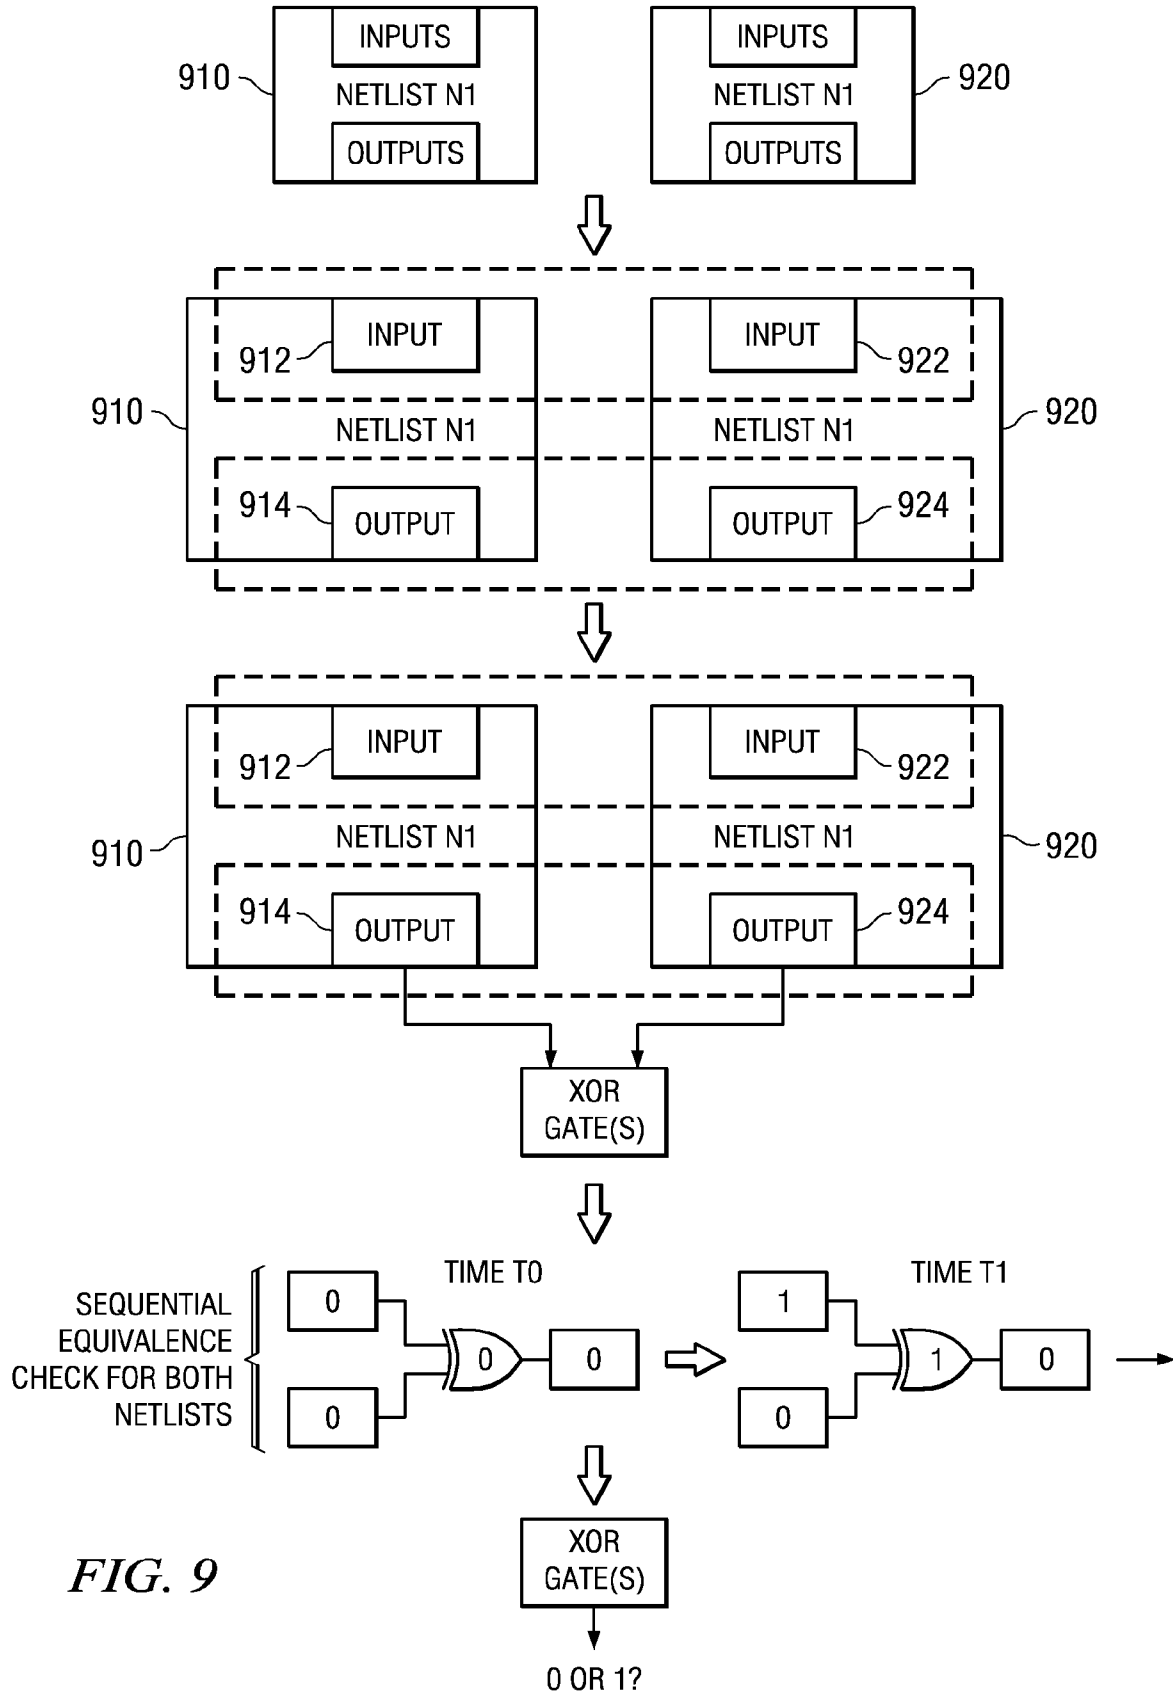 INPUTS
INPUTS
910
NETLIST N1
NETLIST N1
920
OUTPUTS
OUTPUTS
INPUT
INPUT
912
922
910
NETLIST N1
NETLIST N1
920
914
OUTPUT
OUTPUT
924
INPUT
INPUT
912
922
910
NETLIST N1
NETLIST N1
920
914
OUTPUT
OUTPUT
924
XOR
GATE(S)
SEQUENTIAL
EQUIVALENCE
CHECK FOR BOTH
NETLISTS
TIME T0
0
0
0
0
TIME T1
1
1
0
0
XOR
GATE(S)
0 OR 1?
FIG. 9